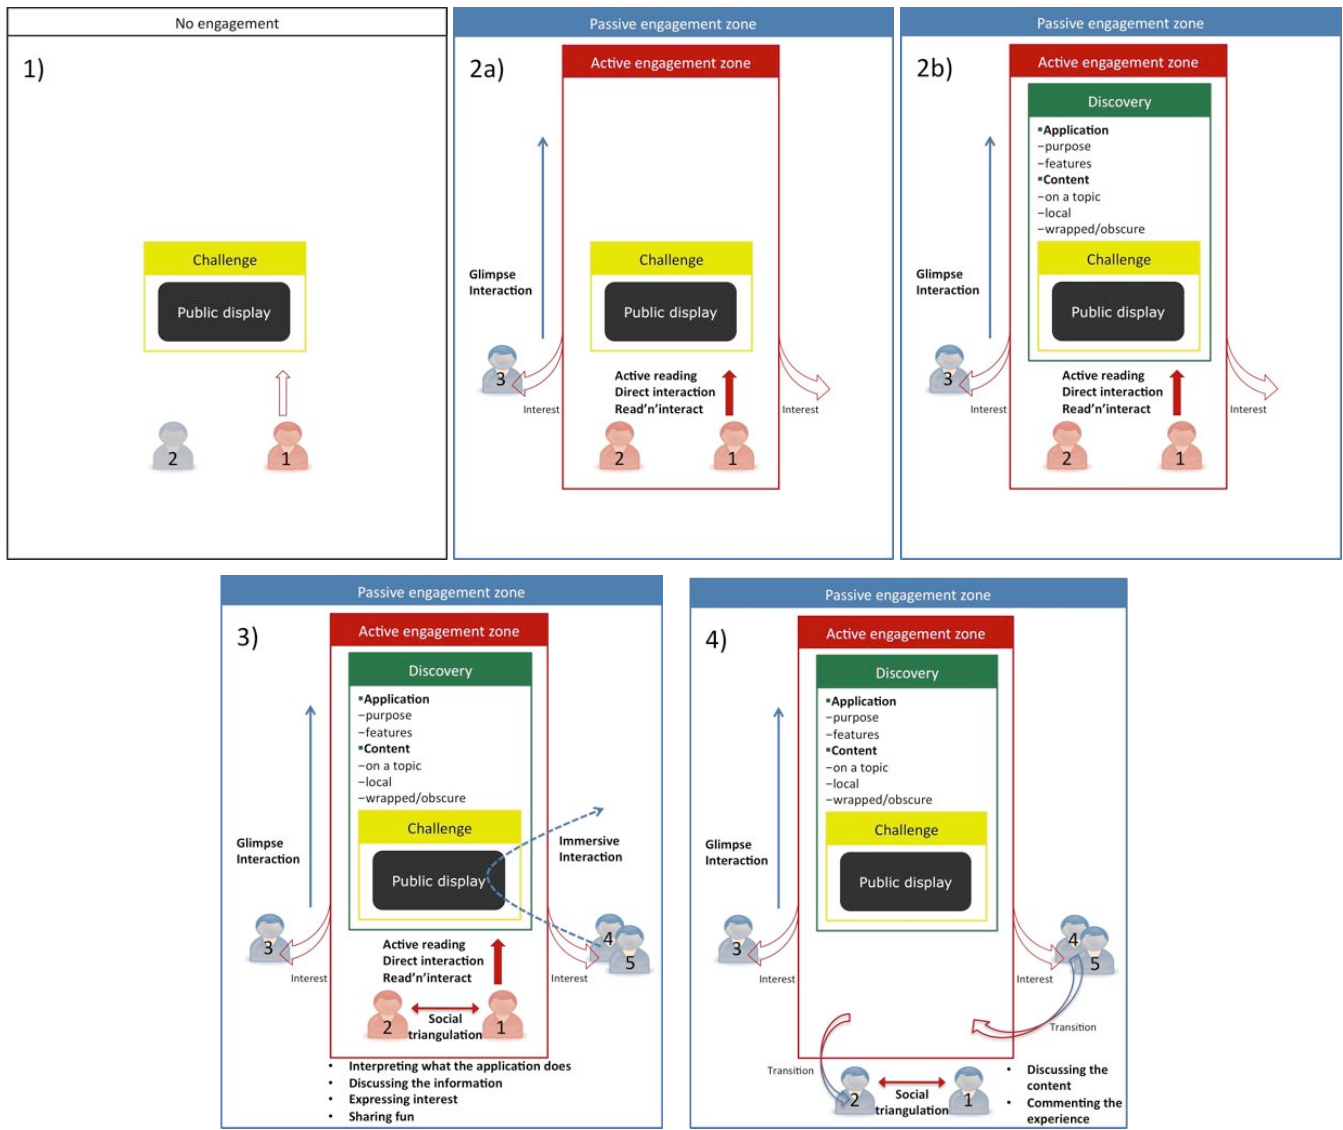 No engagement
1)
Challenge
Public display
2
1
Passive engagement zone
Active engagement zone
2a)
Challenge
Public display
Glimpse
Interaction
3
Interest
Active reading
Direct interaction
Read'n'interact
Interest
2
1
Passive engagement zone
Active engagement zone
2b)
Discovery
▪Application
–purpose
–features
▪Content
–on a topic
–local
–wrapped/obscure
Challenge
Public display
Glimpse
Interaction
3
Interest
Active reading
Direct interaction
Read'n'interact
Interest
2
1
Passive engagement zone
Active engagement zone
3)
Discovery
▪Application
–purpose
–features
▪Content
–on a topic
–local
–wrapped/obscure
Challenge
Public display
Glimpse
Interaction
Immersive
Interaction
3
4
5
Interest
Active reading
Direct interaction
Read'n'interact
Interest
2
1
Social
triangulation
• Interpreting what the application does
• Discussing the information
• Expressing interest
• Sharing fun
Passive engagement zone
Active engagement zone
4)
Discovery
▪Application
–purpose
–features
▪Content
–on a topic
–local
–wrapped/obscure
Challenge
Public display
Glimpse
Interaction
3
4
5
Interest
Interest
Transition
Transition
2
1
Social
triangulation
• Discussing the
content
• Commenting the
experience